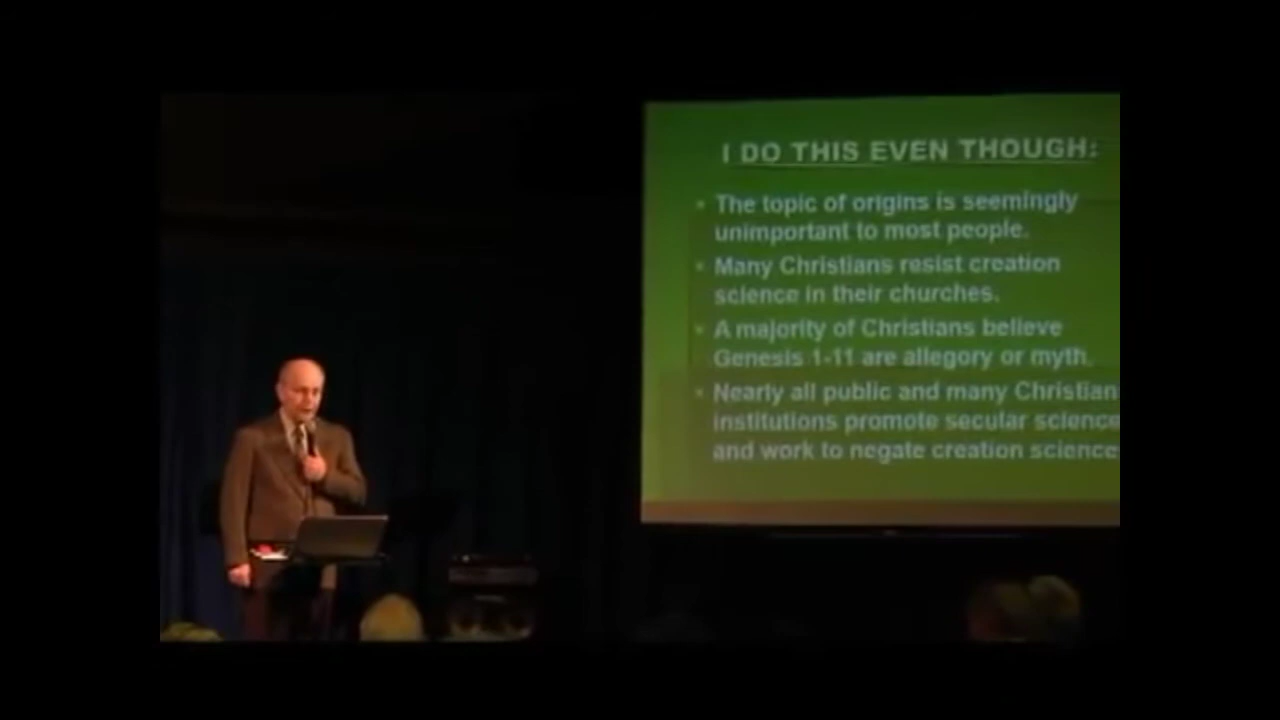 I DO THIS EVEN THOUGH:
• The topic of origins is seemingly
unimportant to most people.
• Many Christians resist creation
science in their churches.
• A majority of Christians believe
Genesis 1-11 are allegory or myth.
• Nearly all public and many Christian
institutions promote secular science
and work to negate creation science